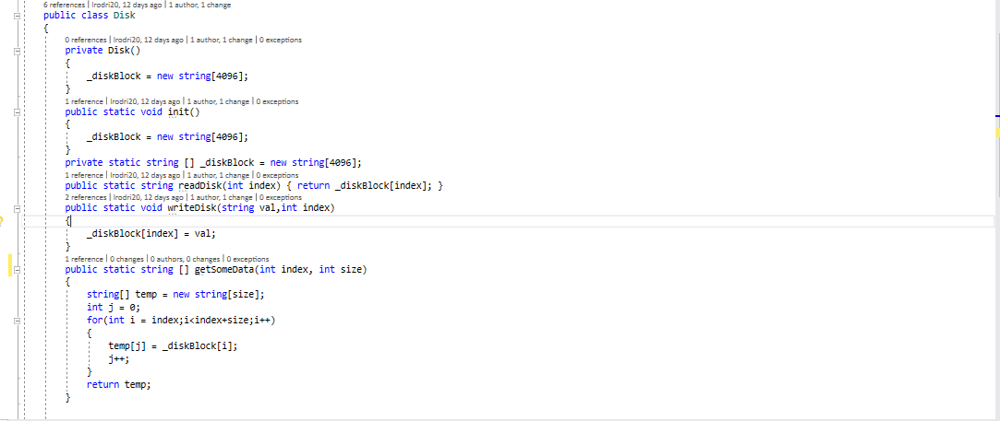 6 references | lrodri20, 12 days ago | 1 author, 1 change
public class Disk
{
0 references | lrodri20, 12 days ago | 1 author, 1 change | 0 exceptions
private Disk()
{
_diskBlock = new string[4096];
}
1 reference | lrodri20, 12 days ago | 1 author, 1 change | 0 exceptions
public static void init()
{
_diskBlock = new string[4096];
}
private static string [] _diskBlock = new string[4096];
1 reference | lrodri20, 12 days ago | 1 author, 1 change | 0 exceptions
public static string readDisk(int index) { return _diskBlock[index]; }
2 references | lrodri20, 12 days ago | 1 author, 1 change | 0 exceptions
public static void writeDisk(string val,int index)
{
_diskBlock[index] = val;
}
1 reference | 0 changes | 0 authors, 0 changes | 0 exceptions
public static string [] getSomeData(int index, int size)
{
string[] temp = new string[size];
int j = 0;
for(int i = index;i<index+size;i++)
{
temp[j] = _diskBlock[i];
j++;
}
return temp;
}